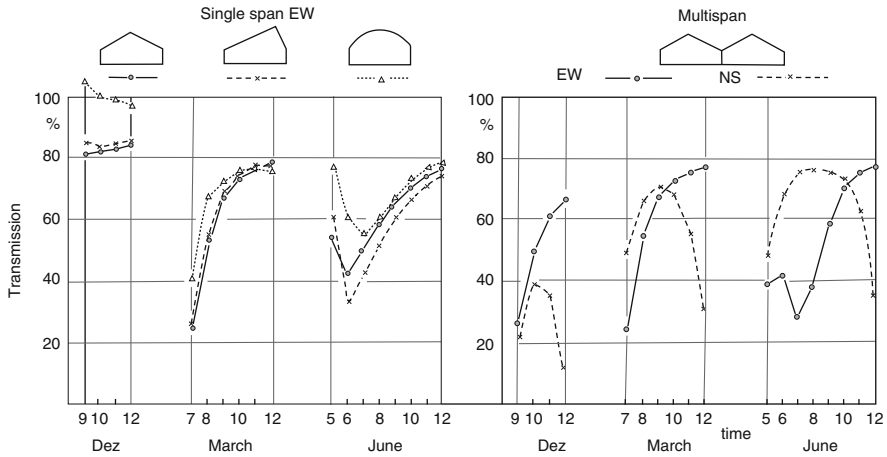 Single span EW
Multispan
EW NS
100 100
% %
80 80
60 60
40 40
20 20
Transmission
9 10 12 7 8 10 12 5 6 8 10 12
Dez March June
9 10 12 7 8 10 12 5 6 8 10 12
time
Dez March June